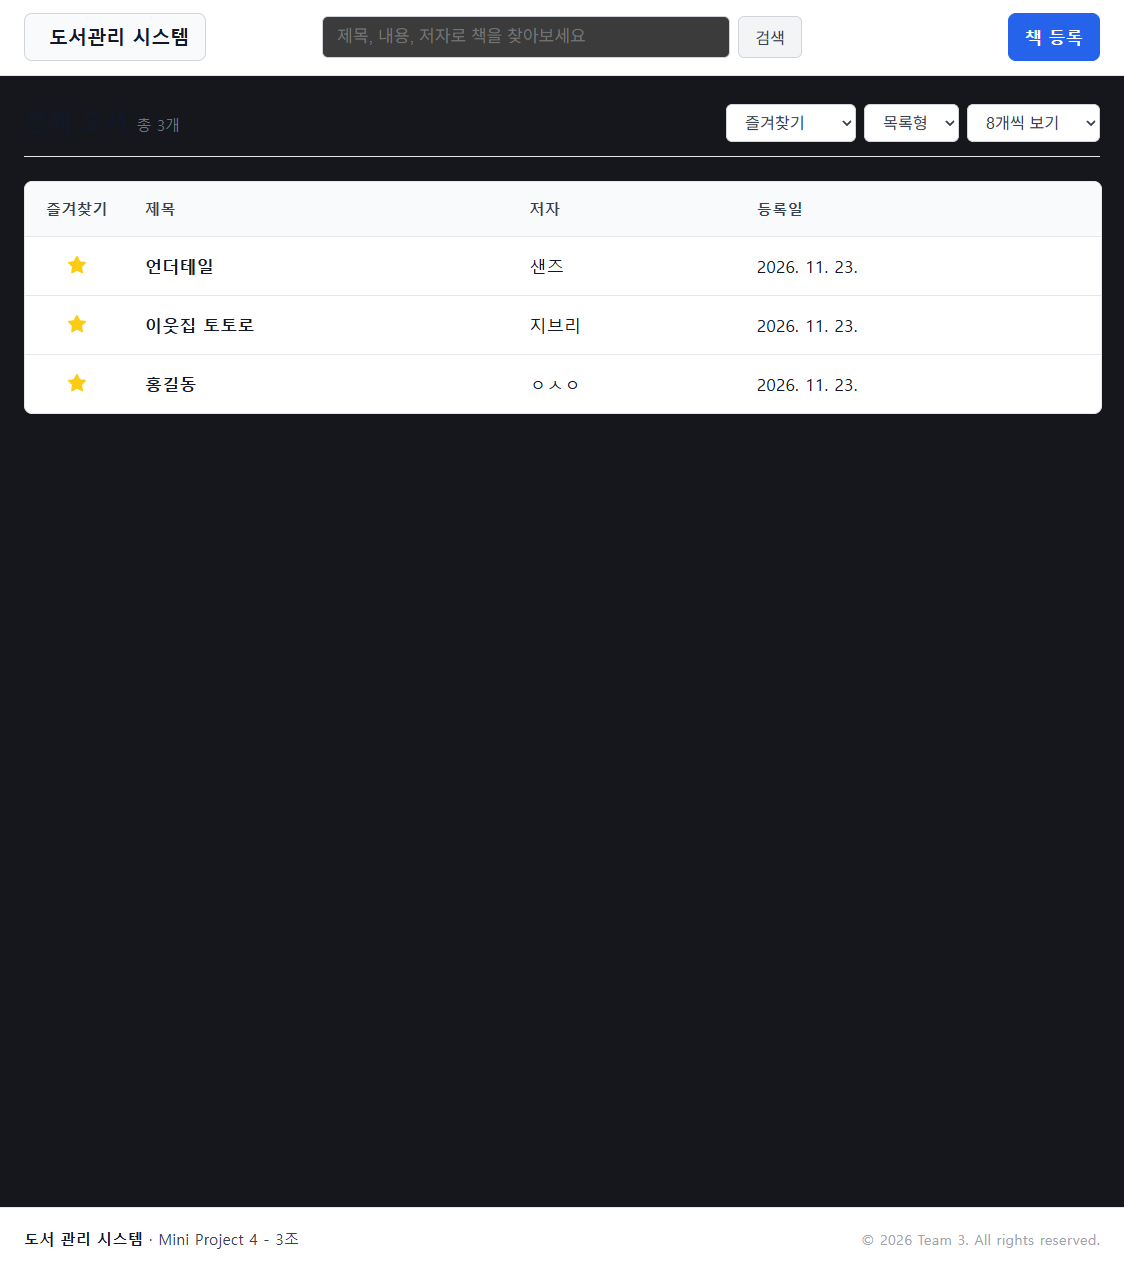 도서관리 시스템
제목, 내용, 저자로 책을 찾아보세요
검색
책 등록
총 3개
즐겨찾기
목록형
8개씩 보기
즐겨찾기 제목 저자 등록일
언더테일 샌즈 2026. 11. 23.
이웃집 토토로 지브리 2026. 11. 23.
홍길동 ㅇㅅㅇ 2026. 11. 23.
도서 관리 시스템 · Mini Project 4 - 3조
© 2026 Team 3. All rights reserved.